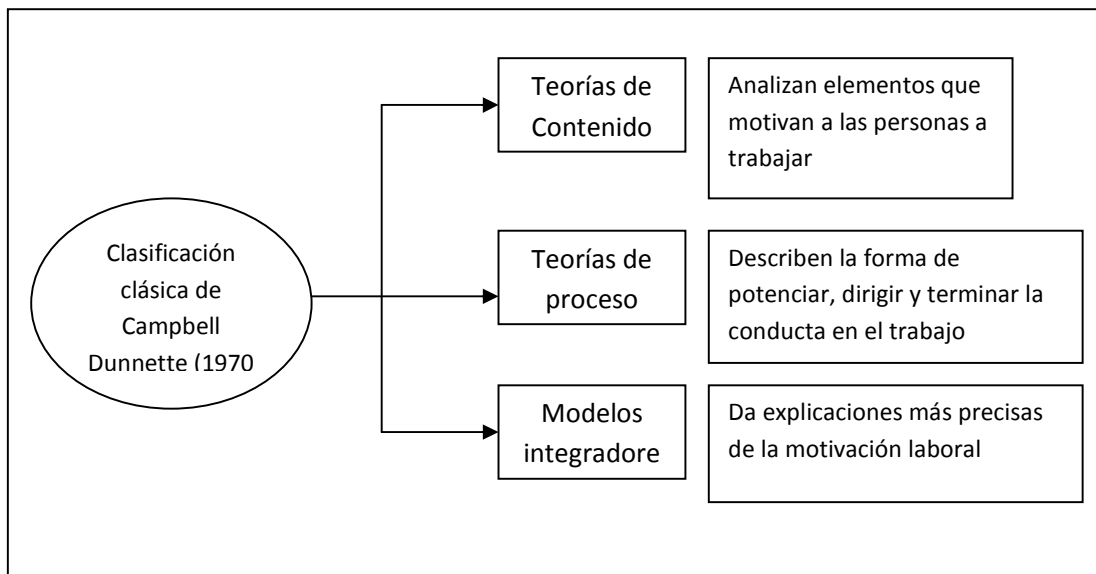 Clasificación
clásica de
Campbell
Dunnette (1970
Teorías de
Contenido
Analizan elementos que
motivan a las personas a
trabajar
Teorías de
proceso
Describen la forma de
potenciar, dirigir y terminar la
conducta en el trabajo
Modelos
integradore
Da explicaciones más precisas
de la motivación laboral